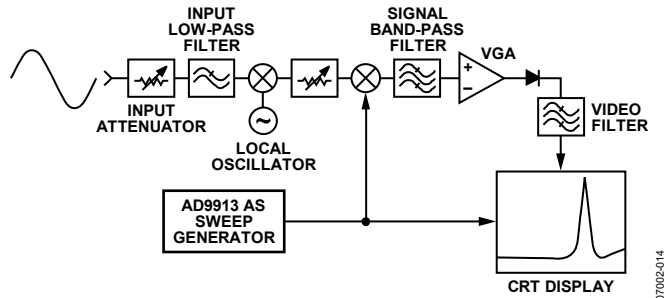 INPUT
LOW-PASS
FILTER
SIGNAL
BAND-PASS
FILTER
VGA
+
−
INPUT
ATTENUATOR
~
LOCAL
OSCILLATOR
VIDEO
FILTER
AD9913 AS
SWEEP
GENERATOR
CRT DISPLAY
07002-014